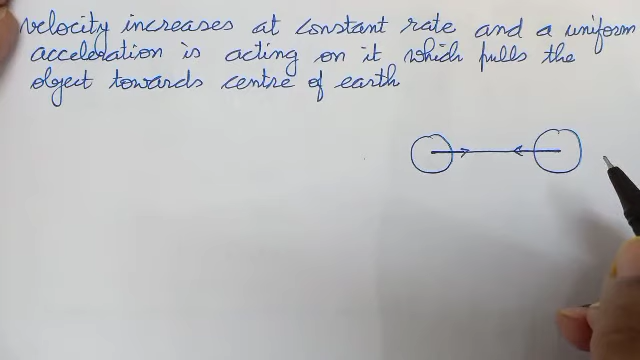 velocity increases at constant rate and a uniform
acceleration is acting on it which pulls the
object towards centre of earth